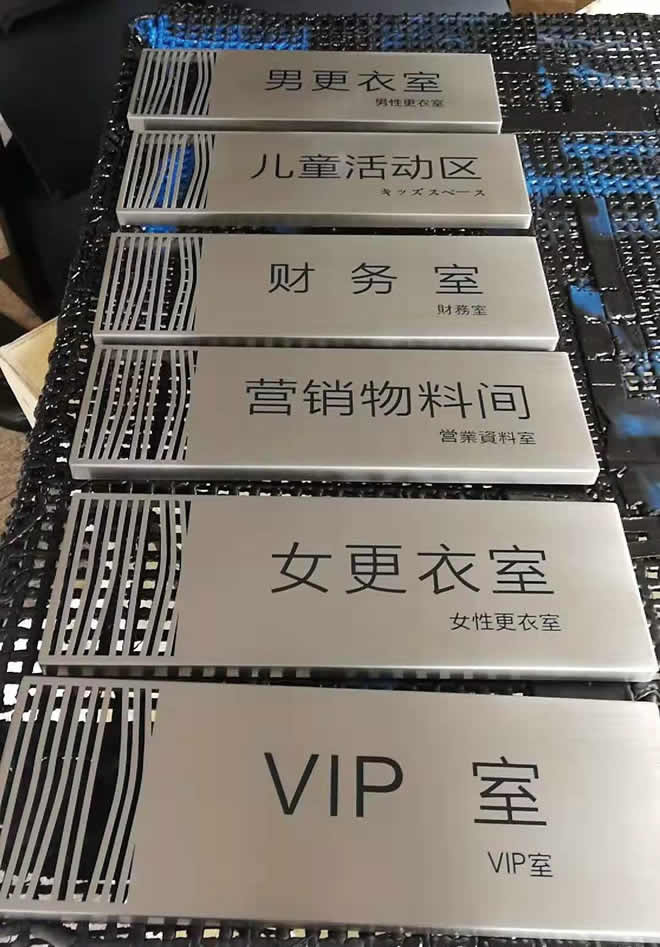 男更衣室
男性更衣室
儿童活动区
キッズスペース
财务室
財務室
营销物料间
営業資料室
女更衣室
女性更衣室
VIP 室
VIP室